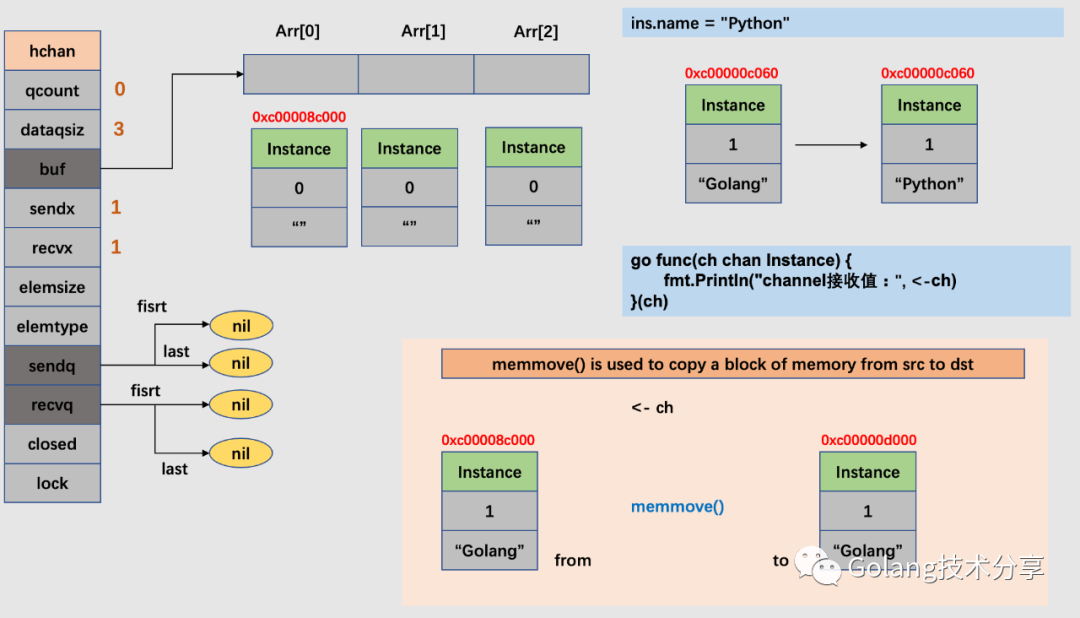 hchan
qcount
0
dataqsiz
3
buf
sendx
1
recvx
1
elemsize
elemtype
sendq
recvq
closed
lock
fisrt
nil
last
nil
fisrt
nil
last
nil
Arr[0]
Arr[1]
Arr[2]
0xc00008c000
Instance
0
“”
Instance
0
“”
Instance
0
“”
ins.name = "Python"
0xc00000c060
Instance
1
“Golang”
0xc00000c060
Instance
1
“Python”
go func(ch chan Instance) {
fmt.Println("channel接收值：", <-ch)
}(ch)
memmove() is used to copy a block of memory from src to dst
<- ch
0xc00008c000
Instance
1
“Golang”
from
memmove()
to
0xc00000d000
Instance
1
“Golang”
Golang技术分享